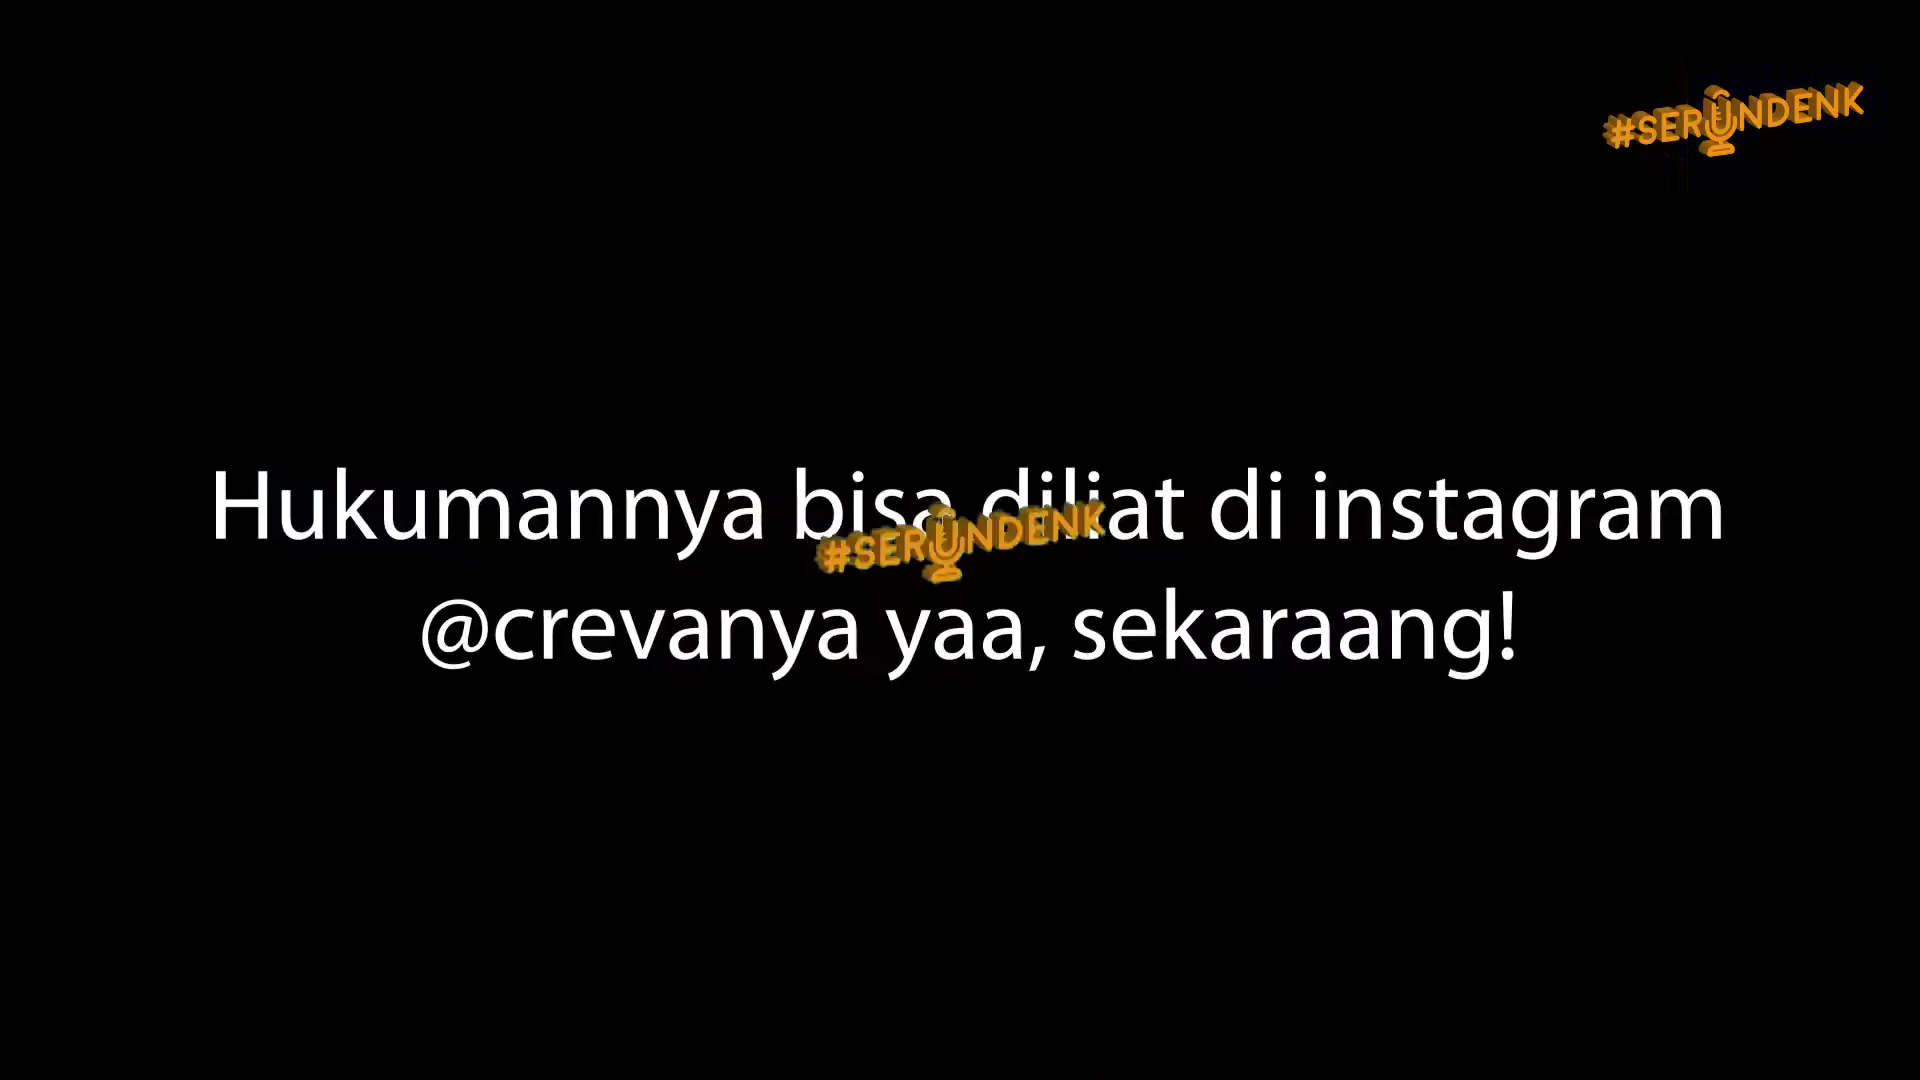 #SERUNDENK
Hukumannya bisa diliat di instagram
#SERUNDENK
@crevanya yaa, sekaraang!